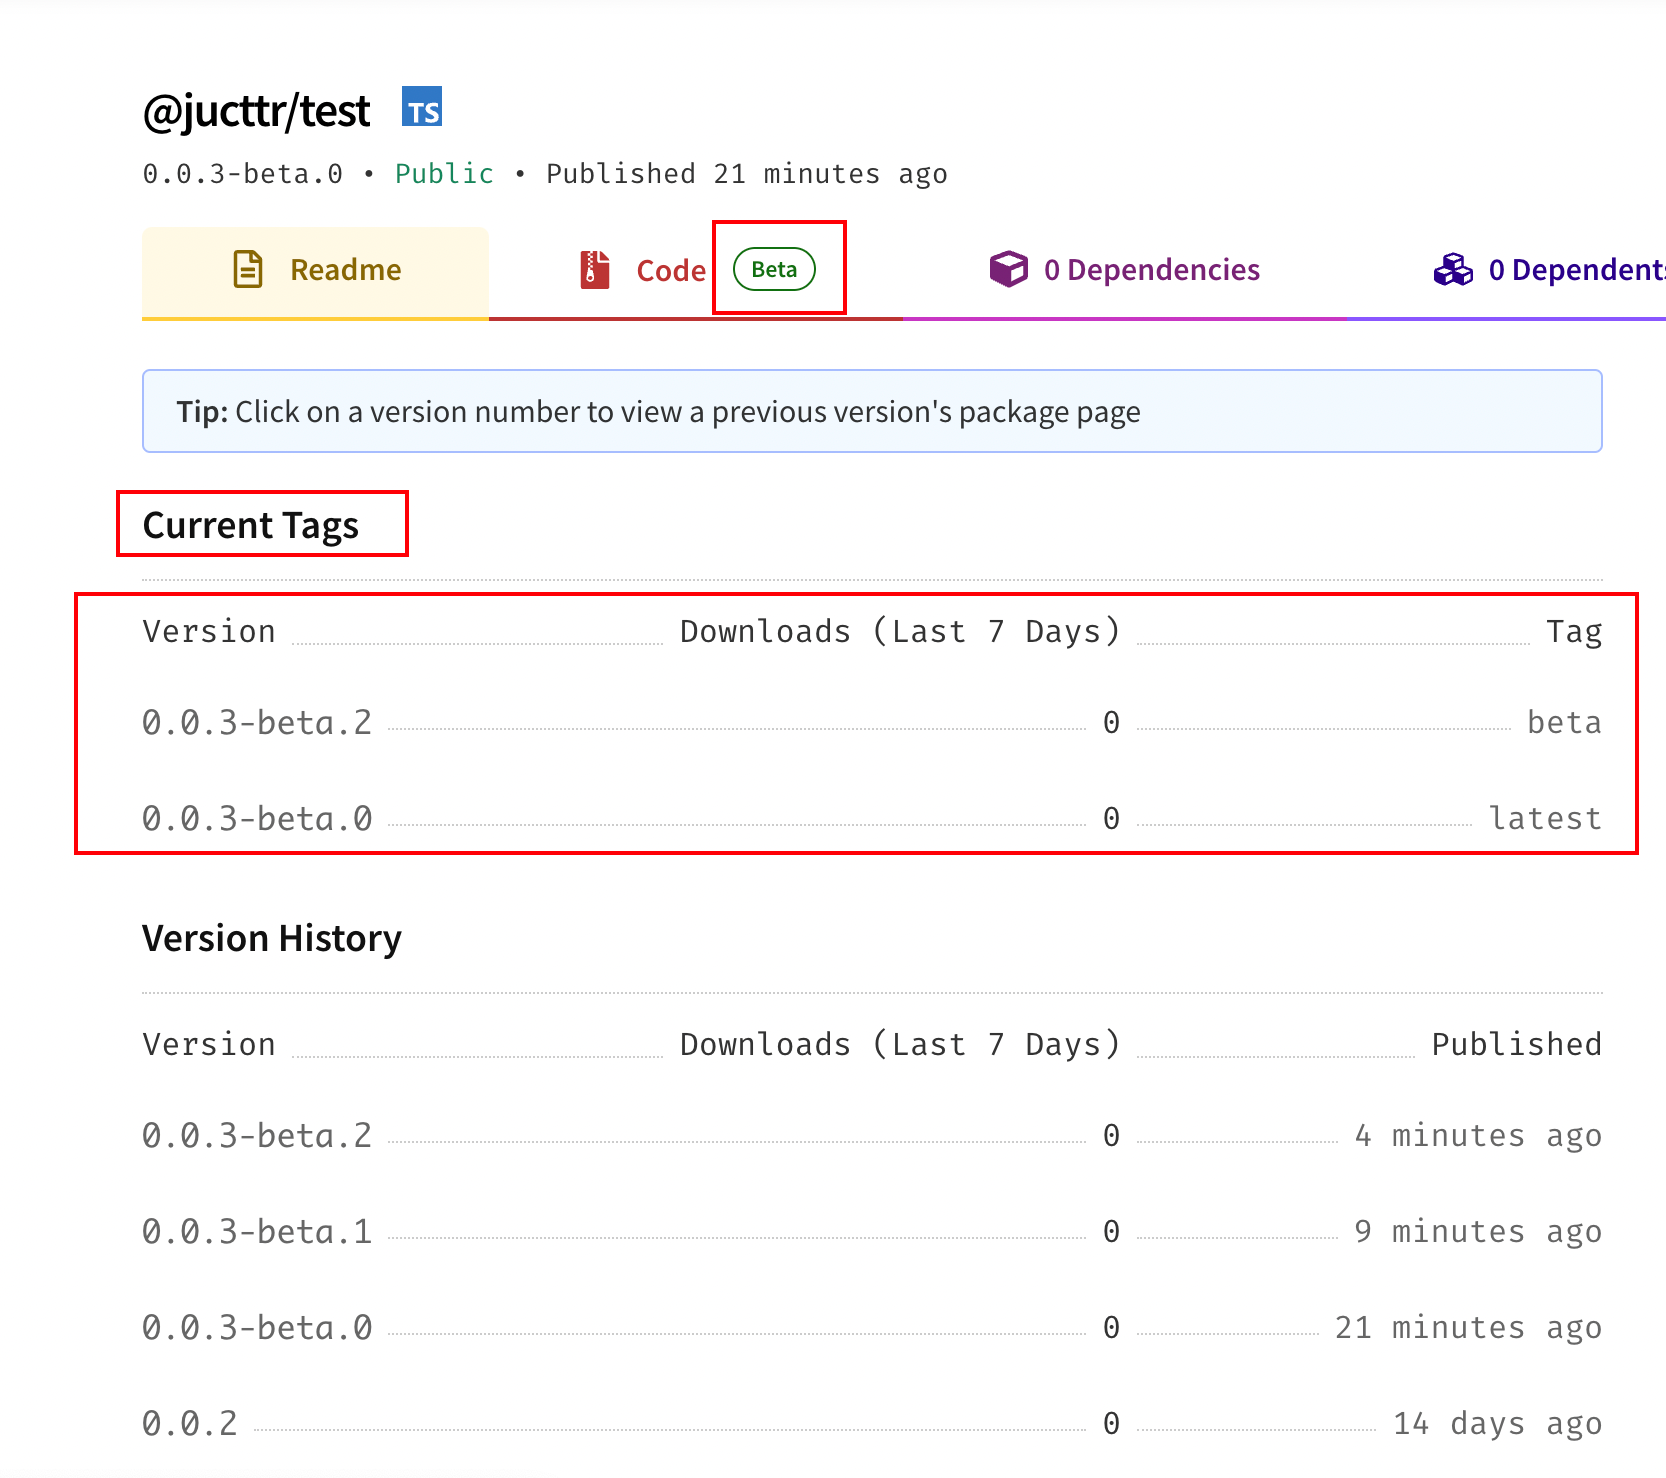 @jucttr/test TS
0.0.3-beta.0 • Public • Published 21 minutes ago
Readme Code Beta 0 Dependencies 0 Dependents
Tip: Click on a version number to view a previous version's package page
Current Tags
Version Downloads (Last 7 Days) Tag
0.0.3-beta.2 0 beta
0.0.3-beta.0 0 latest
Version History
Version Downloads (Last 7 Days) Published
0.0.3-beta.2 0 4 minutes ago
0.0.3-beta.1 0 9 minutes ago
0.0.3-beta.0 0 21 minutes ago
0.0.2 0 14 days ago